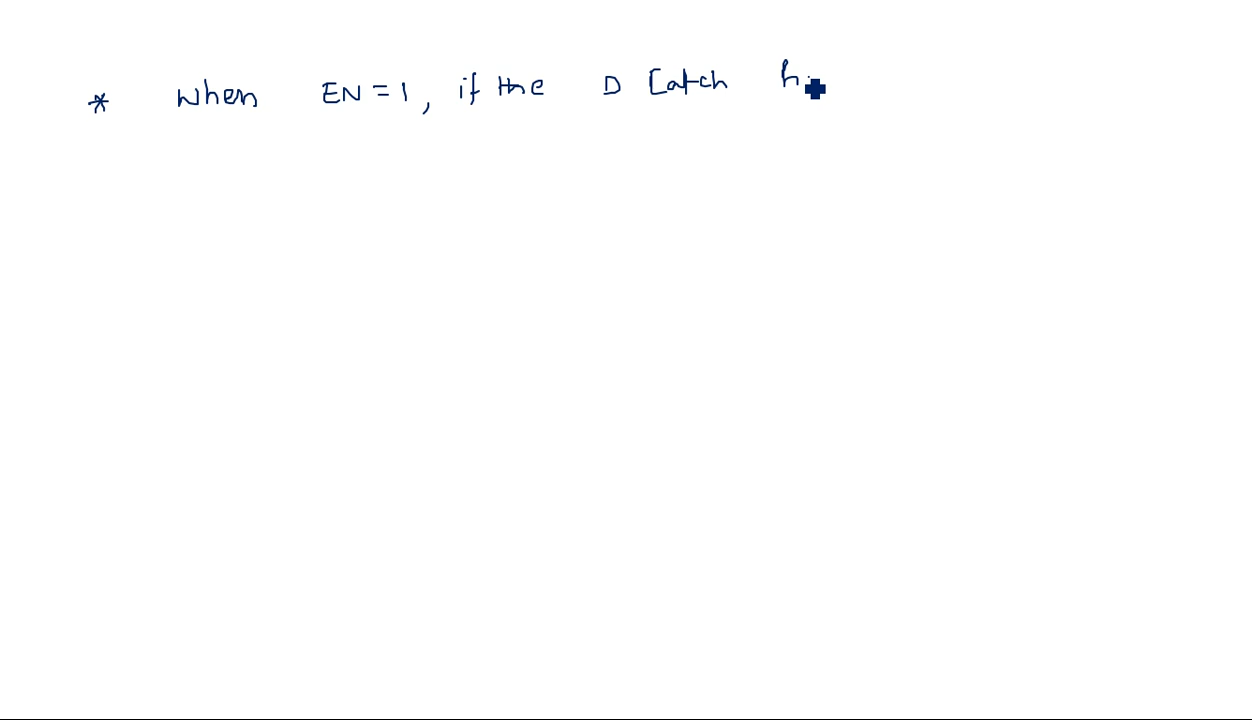 * When EN = 1, if the D Latch h